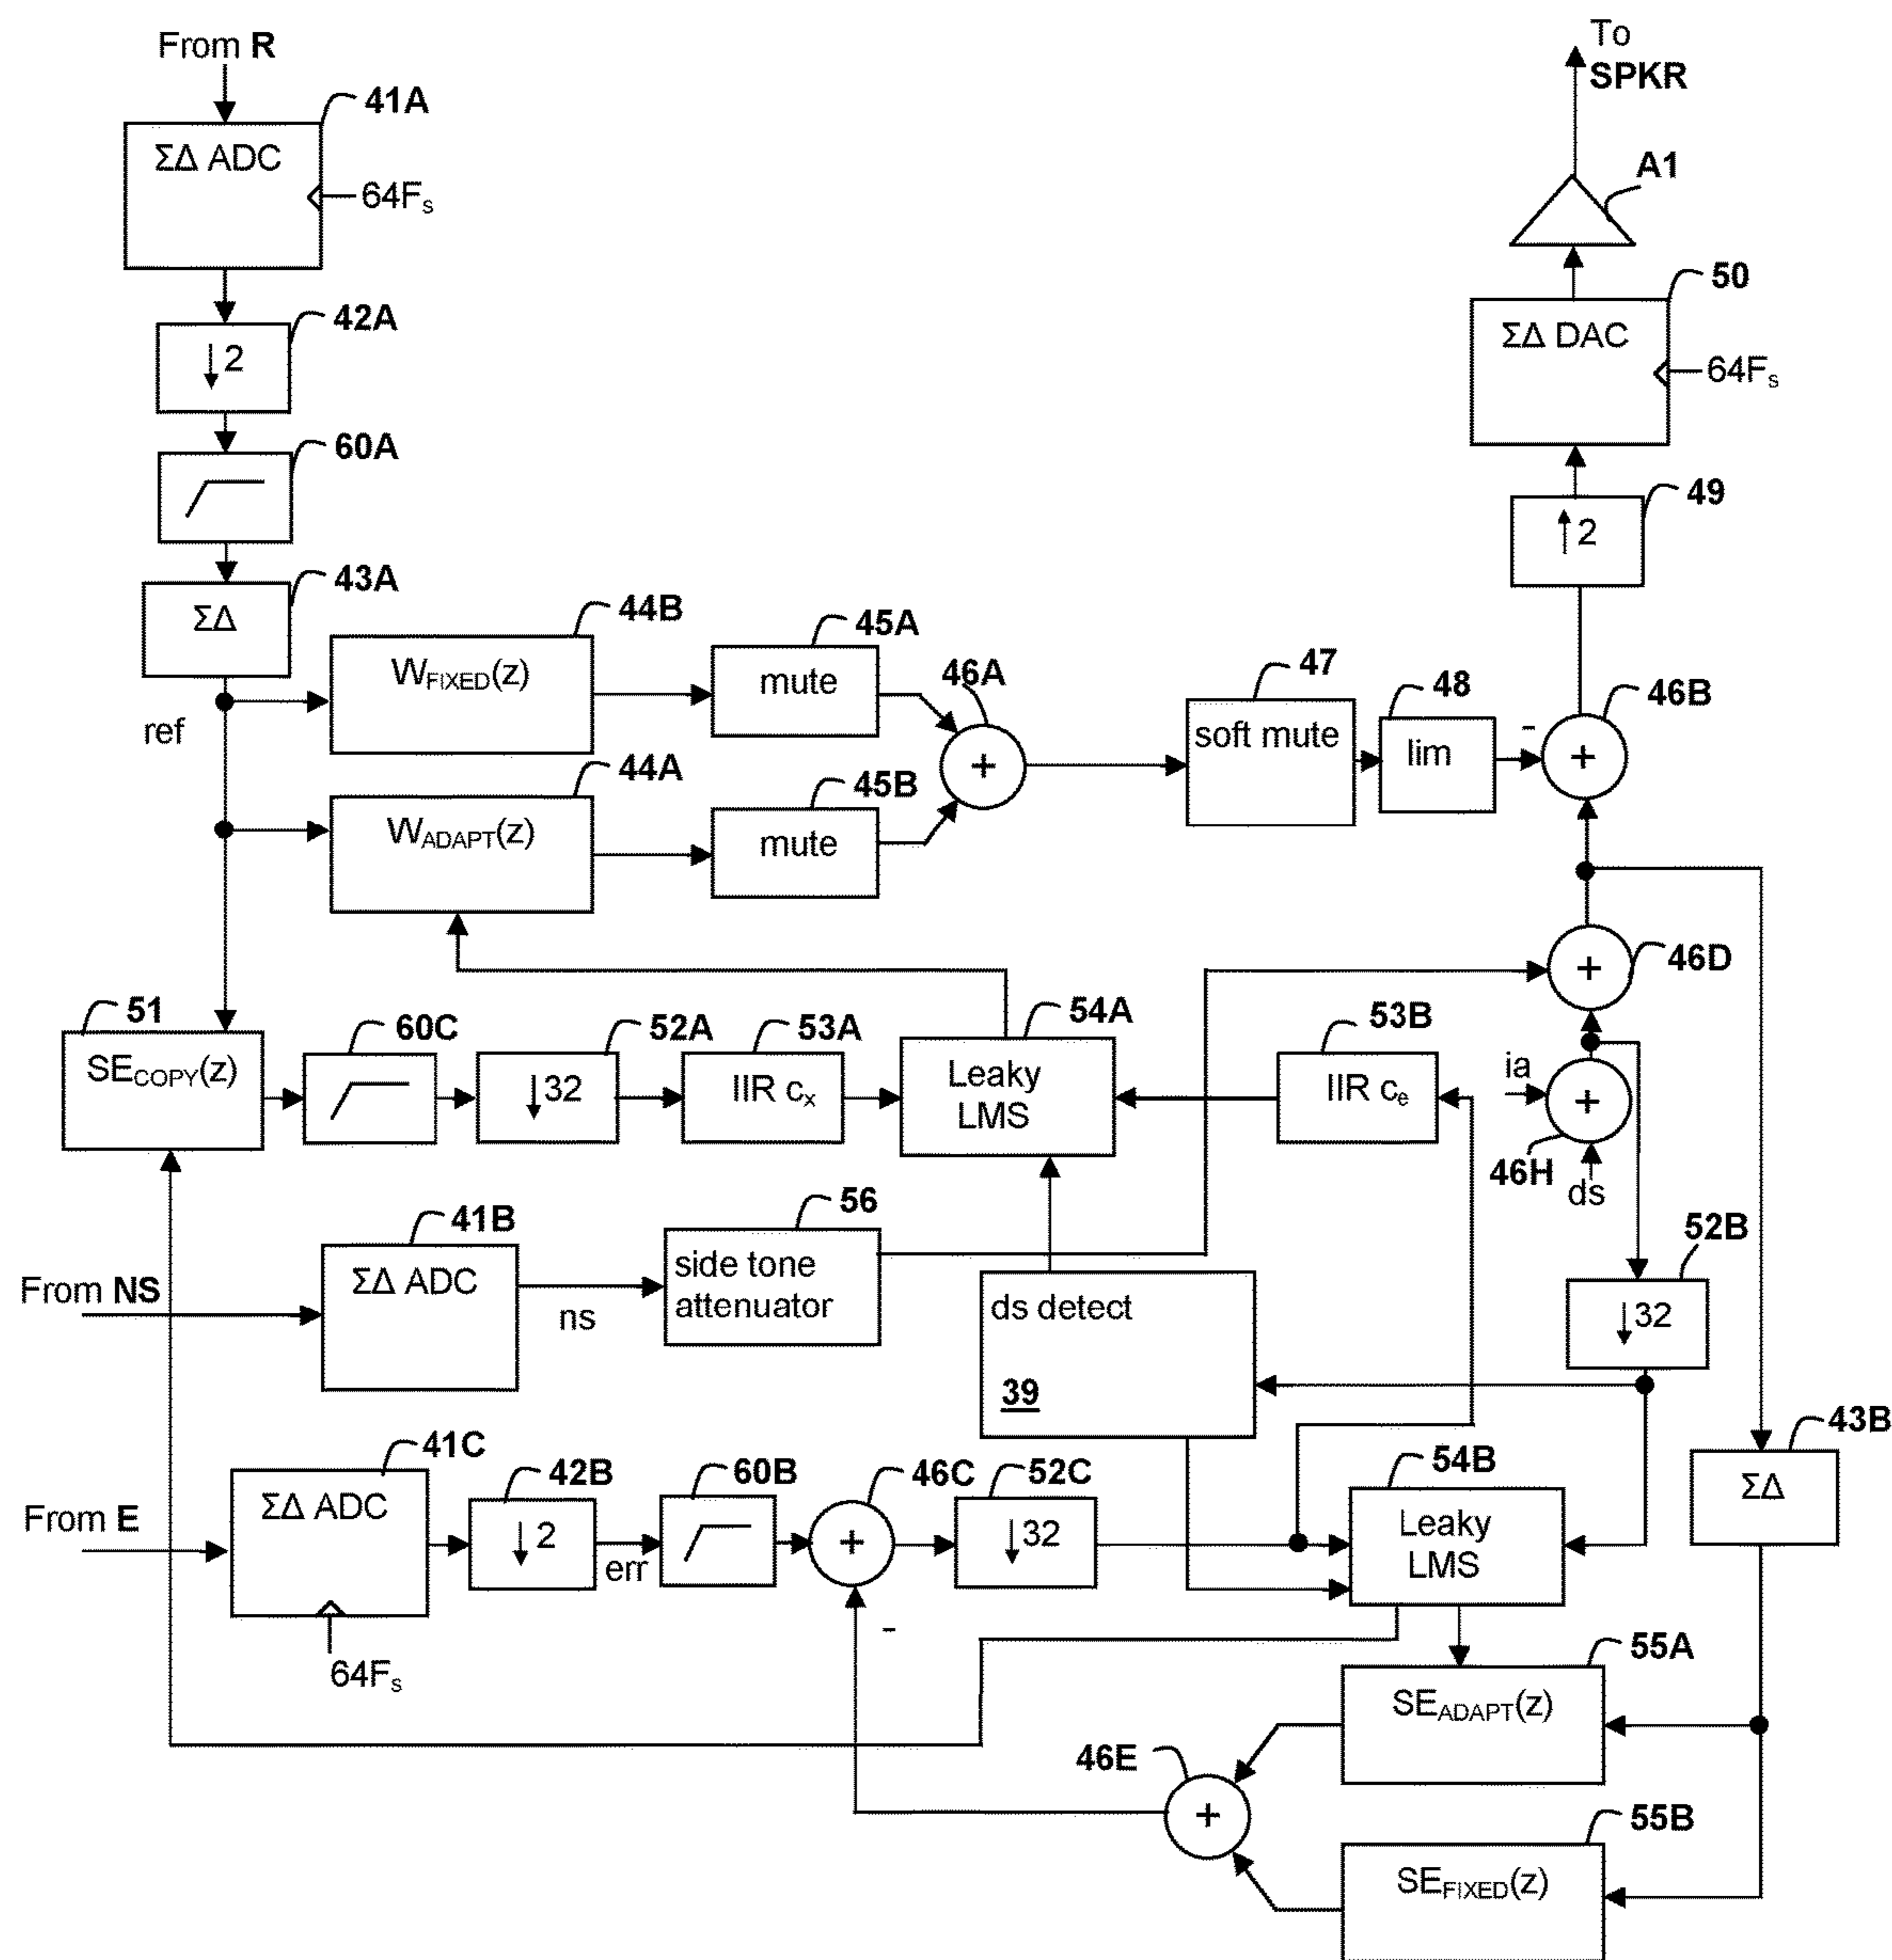 From R
To
SPKR
41A
ΣΔ ADC
64Fs
A1
50
ΣΔ DAC
64Fs
42A
↓2
60A
49
↑2
43A
ΣΔ
ref
44B
WFIXED(z)
45A
mute
46A
+
47
soft mute
48
lim
-
46B
+
44A
WADAPT(z)
45B
mute
46D
+
51
SECOPY(z)
60C
52A
↓32
53A
IIR cx
54A
Leaky
LMS
53B
IIR ce
ia
+
46H
ds
From NS
41B
ΣΔ ADC
ns
56
side tone
attenuator
ds detect
39
52B
↓32
From E
41C
ΣΔ ADC
64Fs
42B
↓2
err
60B
46C
+
-
52C
↓32
54B
Leaky
LMS
43B
ΣΔ
55A
SEADAPT(z)
46E
+
55B
SEFIXED(z)